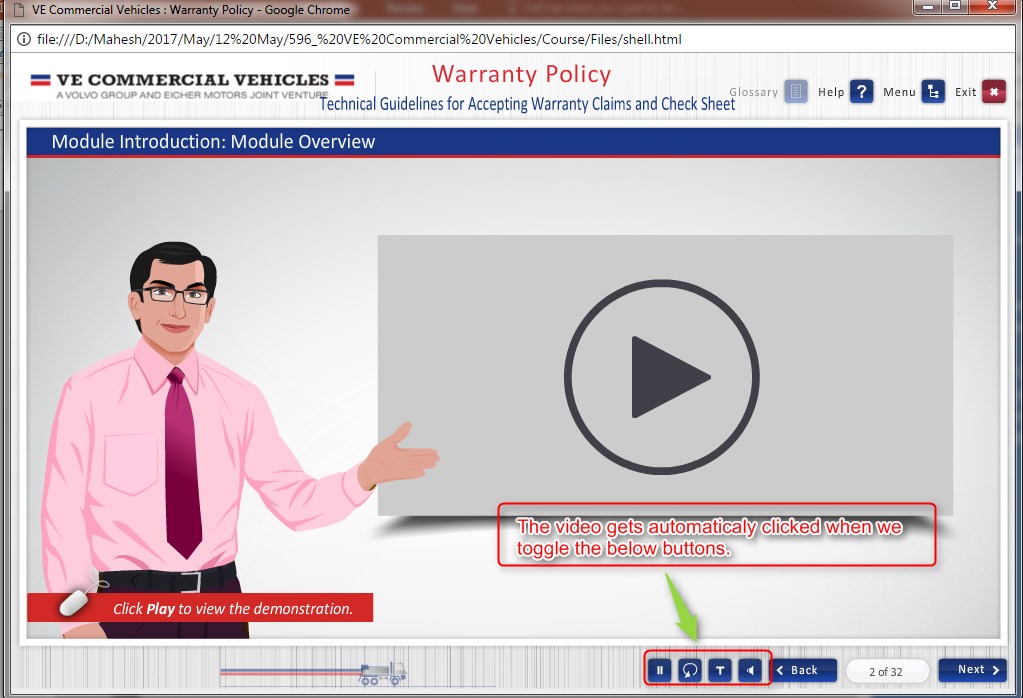 VE Commercial Vehicles : Warranty Policy - Google Chrome
file:///D:/Mahesh/2017/May/12%20May/596_%20VE%20Commercial%20Vehicles/Course/Files/shell.html
VE COMMERCIAL VEHICLES
A VOLVO GROUP AND EICHER MOTORS JOINT VENTURE
Warranty Policy
Technical Guidelines for Accepting Warranty Claims and Check Sheet
Glossary Help ? Menu Exit
Module Introduction: Module Overview
The video gets automaticaly clicked when we
toggle the below buttons.
Click Play to view the demonstration.
T Back 2 of 32 Next